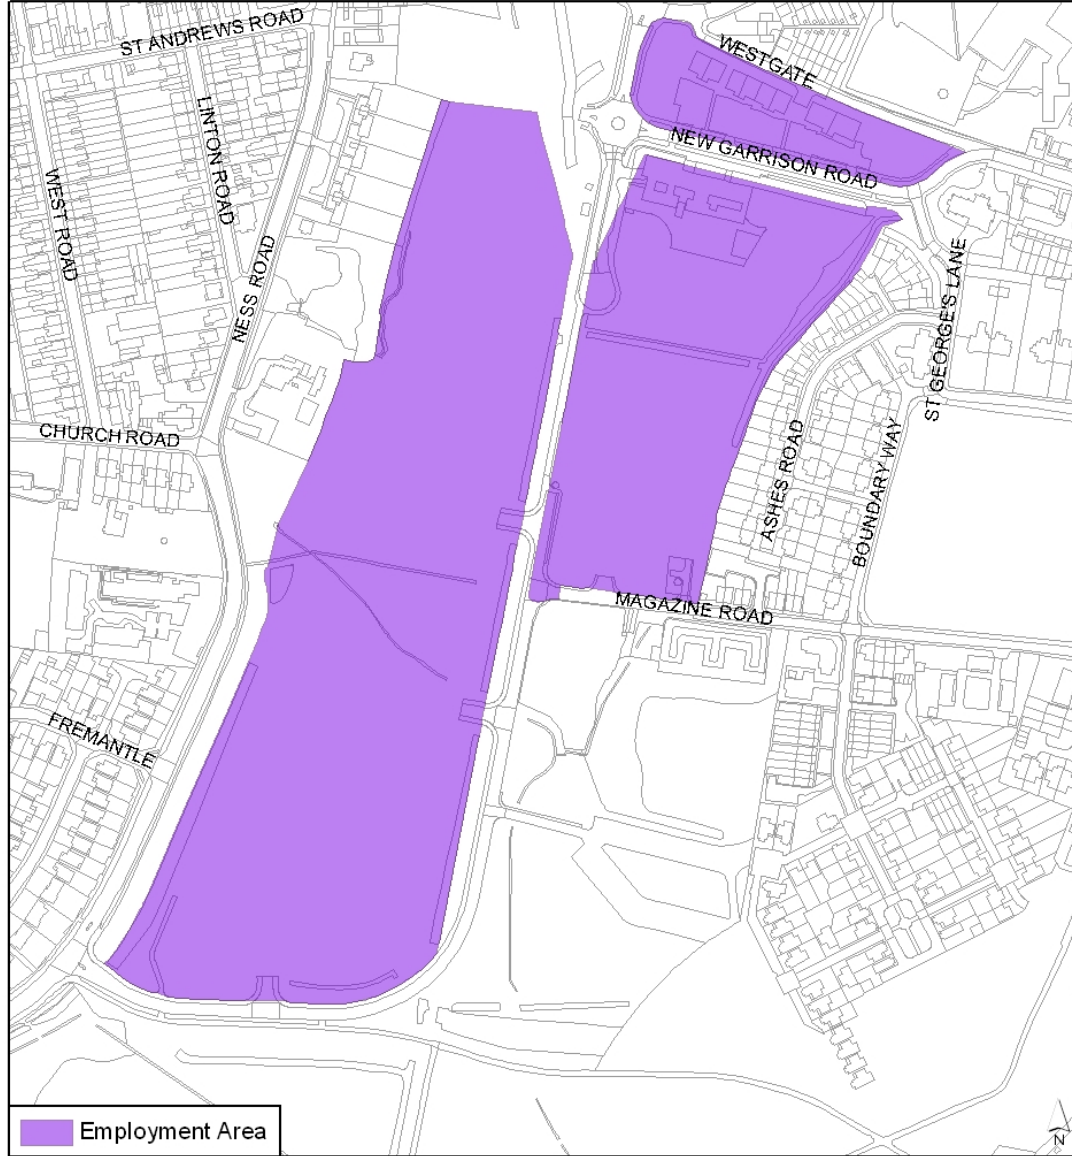 ST ANDREWS ROAD
WESTGATE
LINTON ROAD
NEW GARRISON ROAD
WEST ROAD
NESS ROAD
ST GEORGE'S LANE
CHURCH ROAD
ASHES ROAD
BOUNDARY WAY
MAGAZINE ROAD
FREMANTLE
Employment Area
N